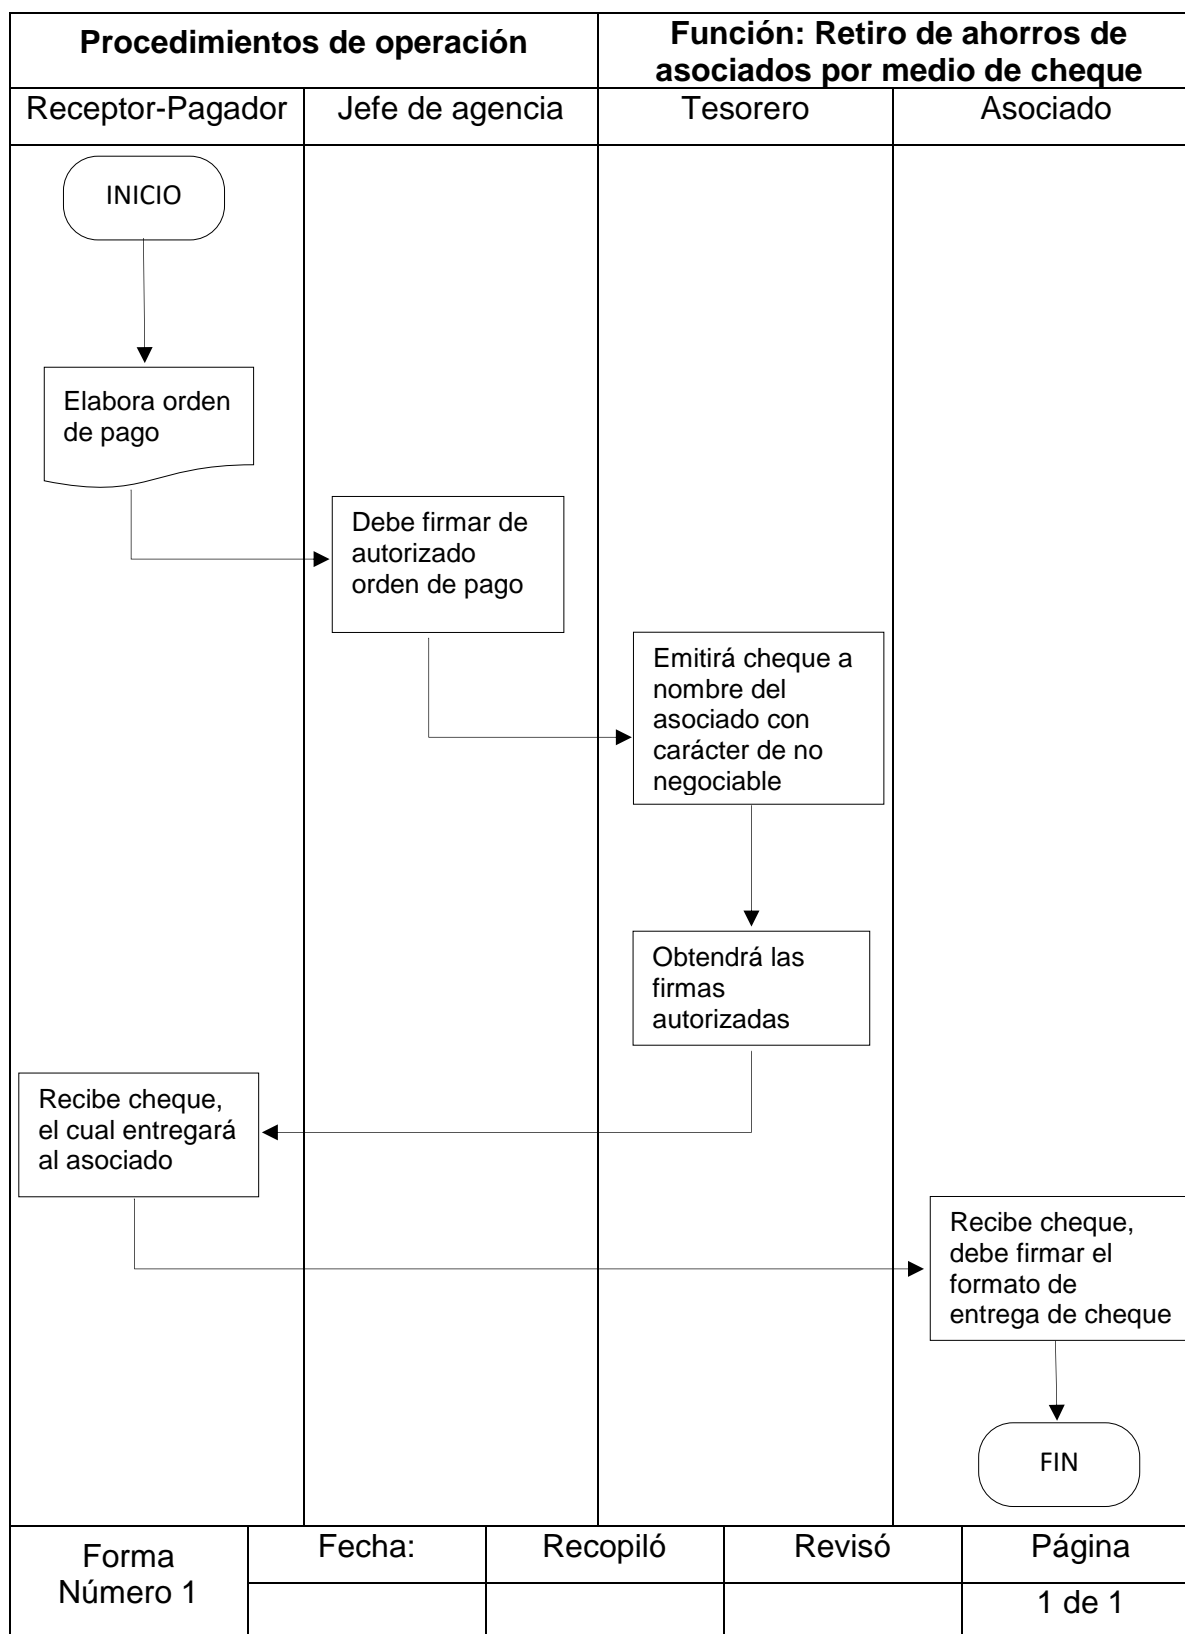 Procedimientos de operación
Función: Retiro de ahorros de
asociados por medio de cheque
Receptor-Pagador
Jefe de agencia
Tesorero
Asociado
INICIO
Elabora orden
de pago
Debe firmar de
autorizado
orden de pago
Emitirá cheque a
nombre del
asociado con
carácter de no
negociable
Obtendrá las
firmas
autorizadas
Recibe cheque,
el cual entregará
al asociado
Recibe cheque,
debe firmar el
formato de
entrega de cheque
FIN
Forma
Número 1
Fecha:
Recopiló
Revisó
Página
1 de 1